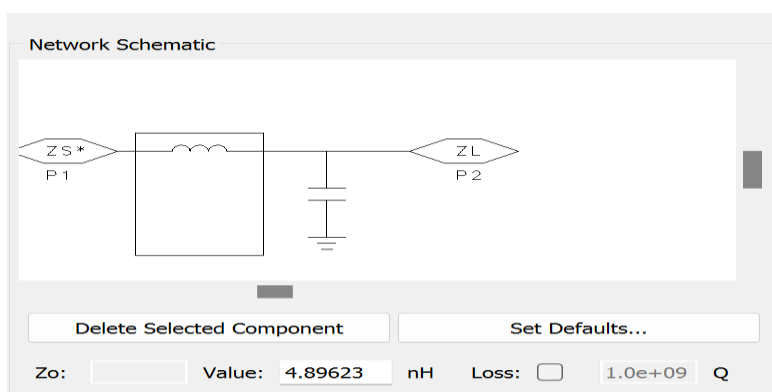 Network Schematic
ZS* ZL
P1 P2
Delete Selected Component Set Defaults...
Zo: Value: 4.89623 nH Loss: 1.0e+09 Q